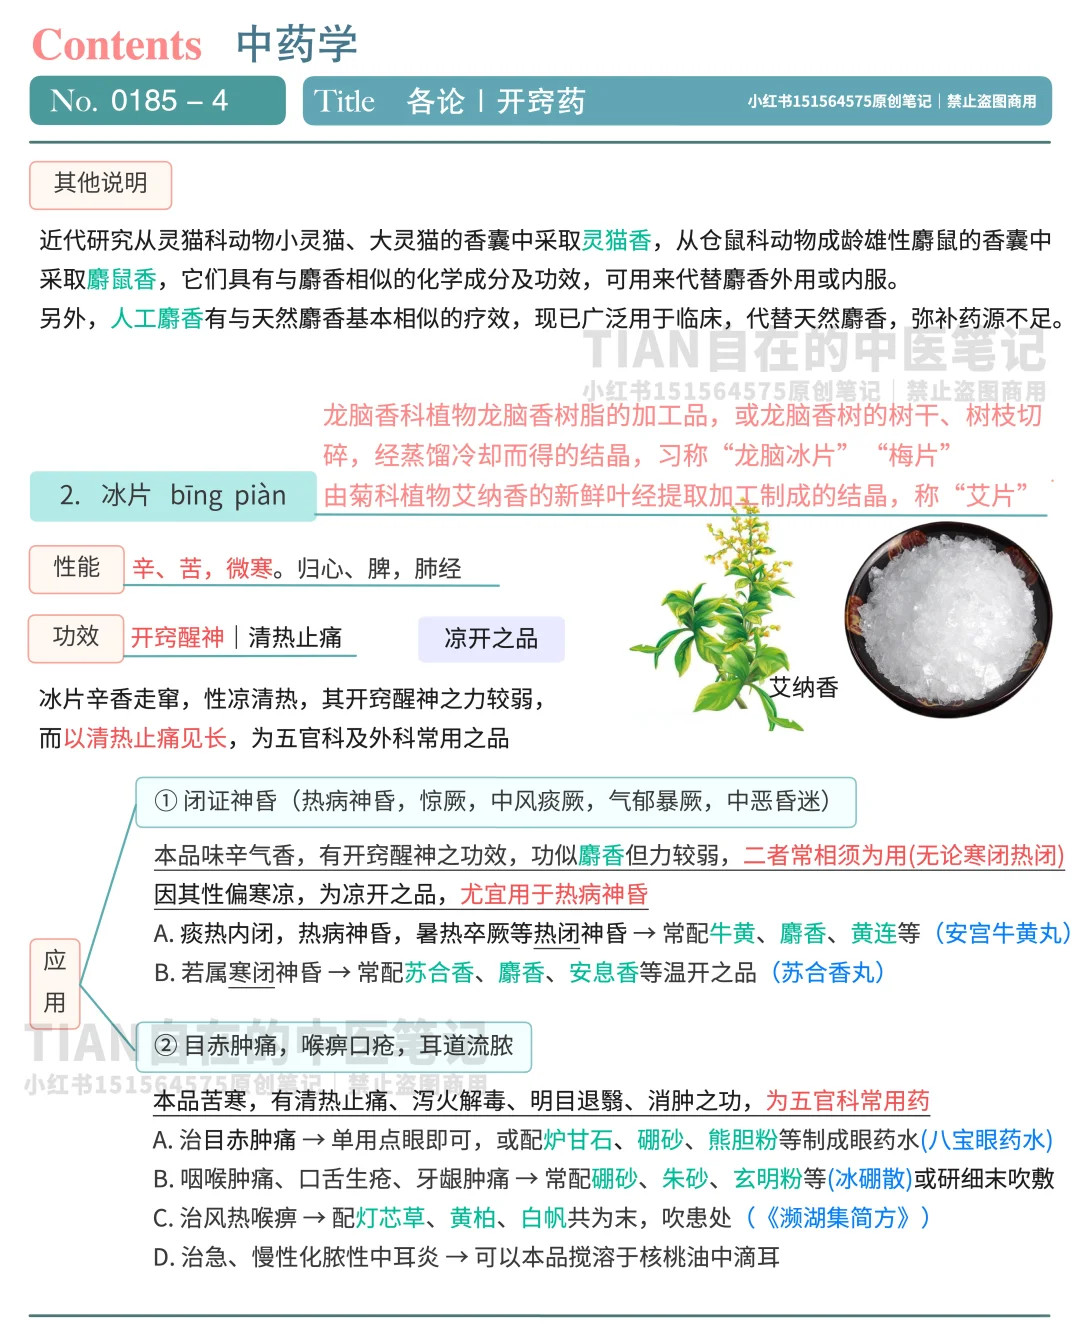 Contents 中药学
No. 0185 – 4
Title 各论｜开窍药 小红书151564575原创笔记｜禁止盗图商用
其他说明
近代研究从灵猫科动物小灵猫、大灵猫的香囊中采取灵猫香，从仓鼠科动物成龄雄性麝鼠的香囊中
采取麝鼠香，它们具有与麝香相似的化学成分及功效，可用来代替麝香外用或内服。
另外，人工麝香有与天然麝香基本相似的疗效，现已广泛用于临床，代替天然麝香，弥补药源不足。
TIAN自在的中医笔记
小红书151564575原创笔记｜禁止盗图商用
龙脑香科植物龙脑香树脂的加工品，或龙脑香树的树干、树枝切
碎，经蒸馏冷却而得的结晶，习称“龙脑冰片”“梅片”
由菊科植物艾纳香的新鲜叶经提取加工制成的结晶，称“艾片”
2. 冰片 bīng piàn
性能 辛、苦，微寒。归心、脾，肺经
功效 开窍醒神｜清热止痛 凉开之品
艾纳香
冰片辛香走窜，性凉清热，其开窍醒神之力较弱，
而以清热止痛见长，为五官科及外科常用之品
应用
① 闭证神昏（热病神昏，惊厥，中风痰厥，气郁暴厥，中恶昏迷）
本品味辛气香，有开窍醒神之功效，功似麝香但力较弱，二者常相须为用(无论寒闭热闭)
因其性偏寒凉，为凉开之品，尤宜用于热病神昏
A. 痰热内闭，热病神昏，暑热卒厥等热闭神昏 → 常配牛黄、麝香、黄连等（安宫牛黄丸）
B. 若属寒闭神昏 → 常配苏合香、麝香、安息香等温开之品（苏合香丸）
TIAN自在的中医笔记
小红书151564575原创笔记｜禁止盗图商用
② 目赤肿痛，喉痹口疮，耳道流脓
本品苦寒，有清热止痛、泻火解毒、明目退翳、消肿之功，为五官科常用药
A. 治目赤肿痛 → 单用点眼即可，或配炉甘石、硼砂、熊胆粉等制成眼药水(八宝眼药水)
B. 咽喉肿痛、口舌生疮、牙龈肿痛 → 常配硼砂、朱砂、玄明粉等(冰硼散)或研细末吹敷
C. 治风热喉痹 → 配灯芯草、黄柏、白帆共为末，吹患处（《濒湖集简方》）
D. 治急、慢性化脓性中耳炎 → 可以本品搅溶于核桃油中滴耳